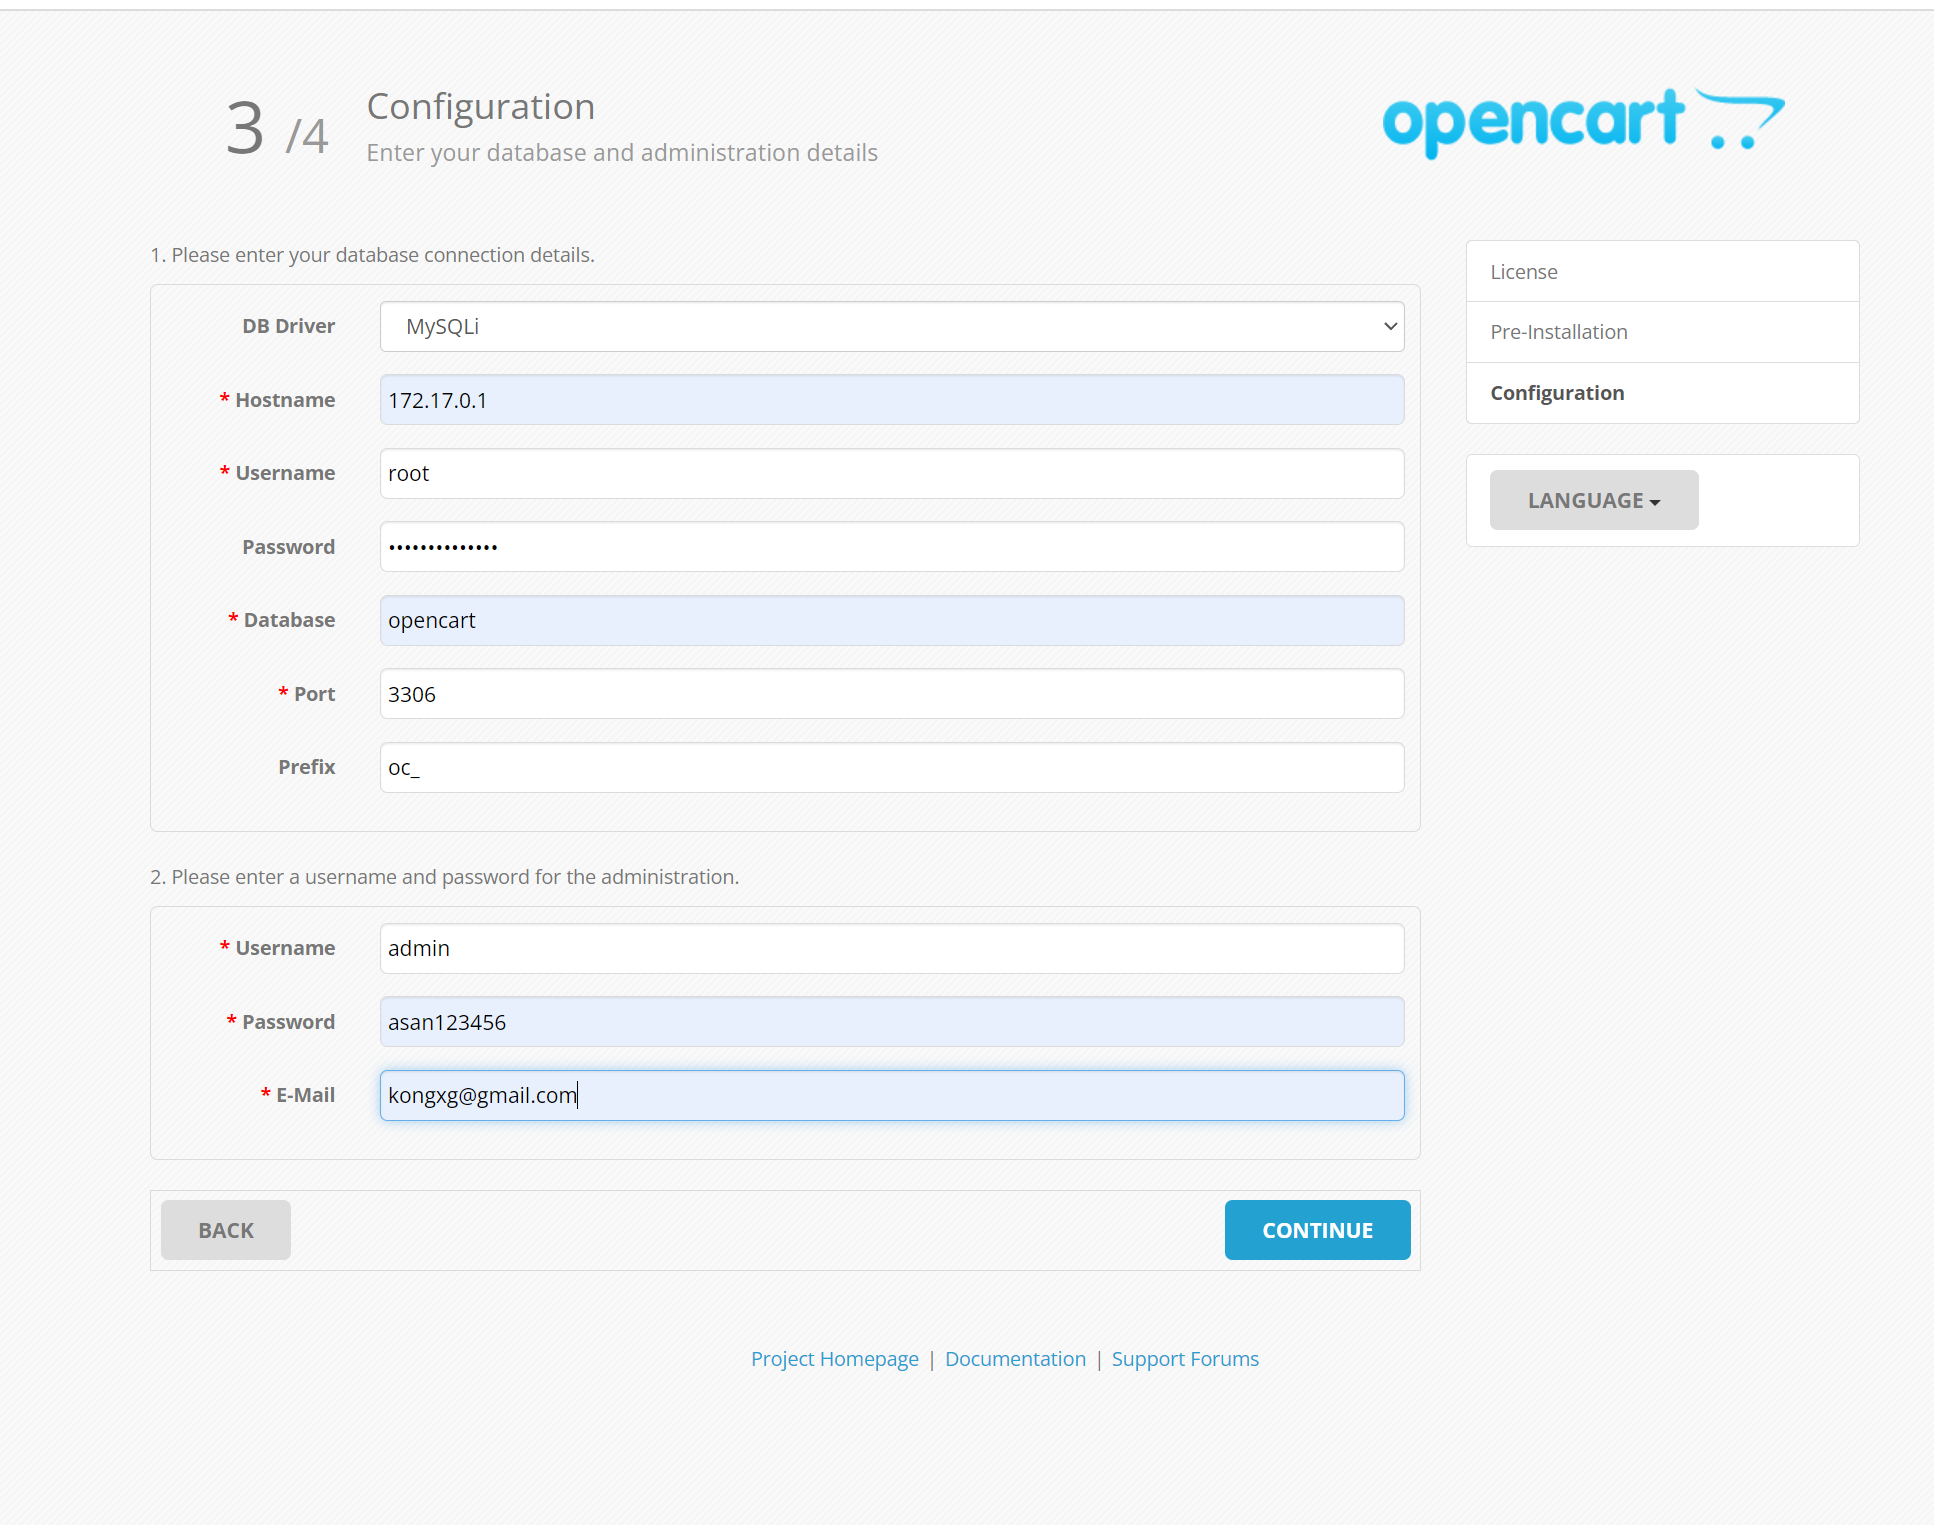 3 /4
Configuration
Enter your database and administration details
opencart
1. Please enter your database connection details.
DB Driver
MySQLi
* Hostname
172.17.0.1
* Username
root
Password
••••••••••••••
* Database
opencart
* Port
3306
Prefix
oc_
2. Please enter a username and password for the administration.
* Username
admin
* Password
asan123456
* E-Mail
kongxg@gmail.com
BACK
CONTINUE
License
Pre-Installation
Configuration
LANGUAGE
Project Homepage | Documentation | Support Forums